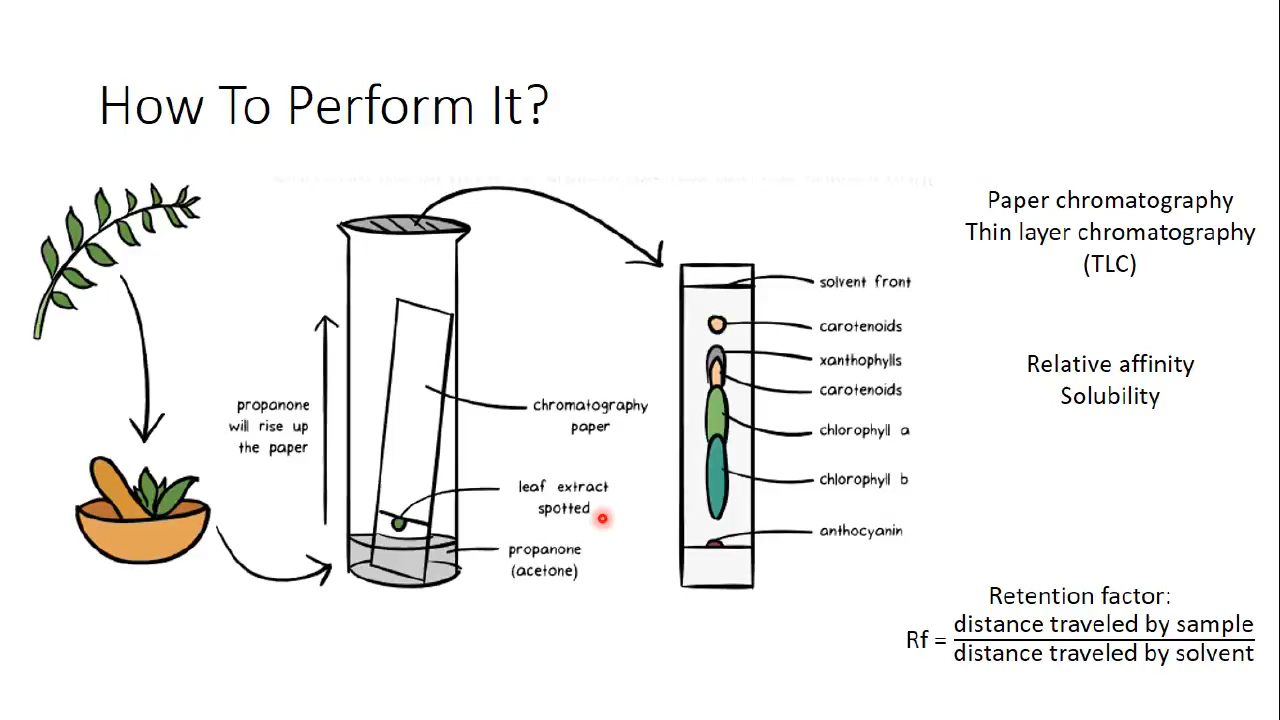 How To Perform It?
propanone
will rise up
the paper
chromatography
paper
leaf extract
spotted
propanone
(acetone)
solvent front
carotenoids
xanthophylls
carotenoids
chlorophyll a
chlorophyll b
anthocyanin
Paper chromatography
Thin layer chromatography
(TLC)
Relative affinity
Solubility
Retention factor:
Rf = distance traveled by sample
distance traveled by solvent